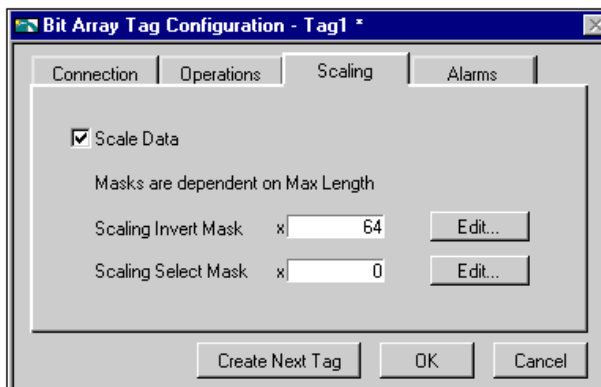 Bit Array Tag Configuration - Tag1 *
Connection Operations Scaling Alarms
Scale Data
Masks are dependent on Max Length
Scaling Invert Mask x 64 Edit...
Scaling Select Mask x 0 Edit...
Create Next Tag OK Cancel